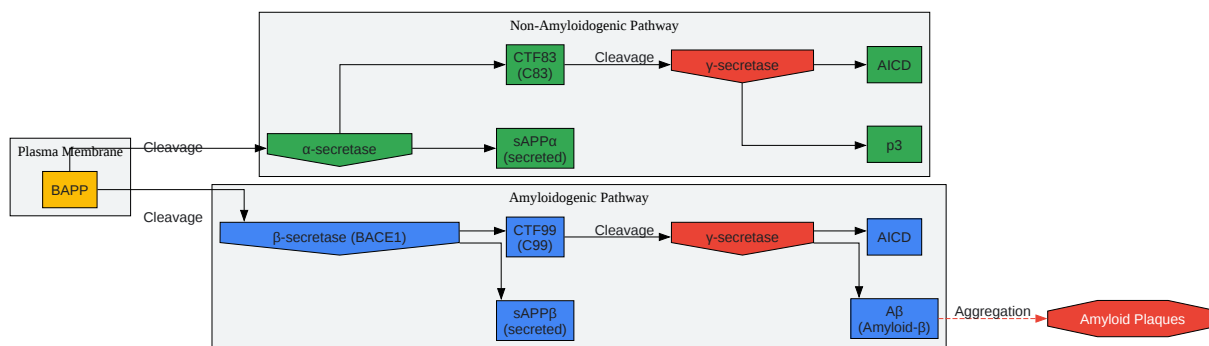 Non-Amyloidogenic Pathway
CTF83
(C83)
Cleavage
γ-secretase
AICD
Plasma Membrane
Cleavage
α-secretase
sAPPα
(secreted)
p3
BAPP
Amyloidogenic Pathway
Cleavage
β-secretase (BACE1)
CTF99
(C99)
Cleavage
γ-secretase
AICD
sAPPβ
(secreted)
Aβ
(Amyloid-β)
Aggregation
Amyloid Plaques